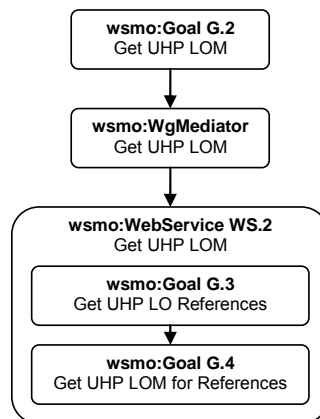 wsmo:Goal G.2
Get UHP LOM
wsmo:WgMediator
Get UHP LOM
wsmo:WebService WS.2
Get UHP LOM
wsmo:Goal G.3
Get UHP LO References
wsmo:Goal G.4
Get UHP LOM for References